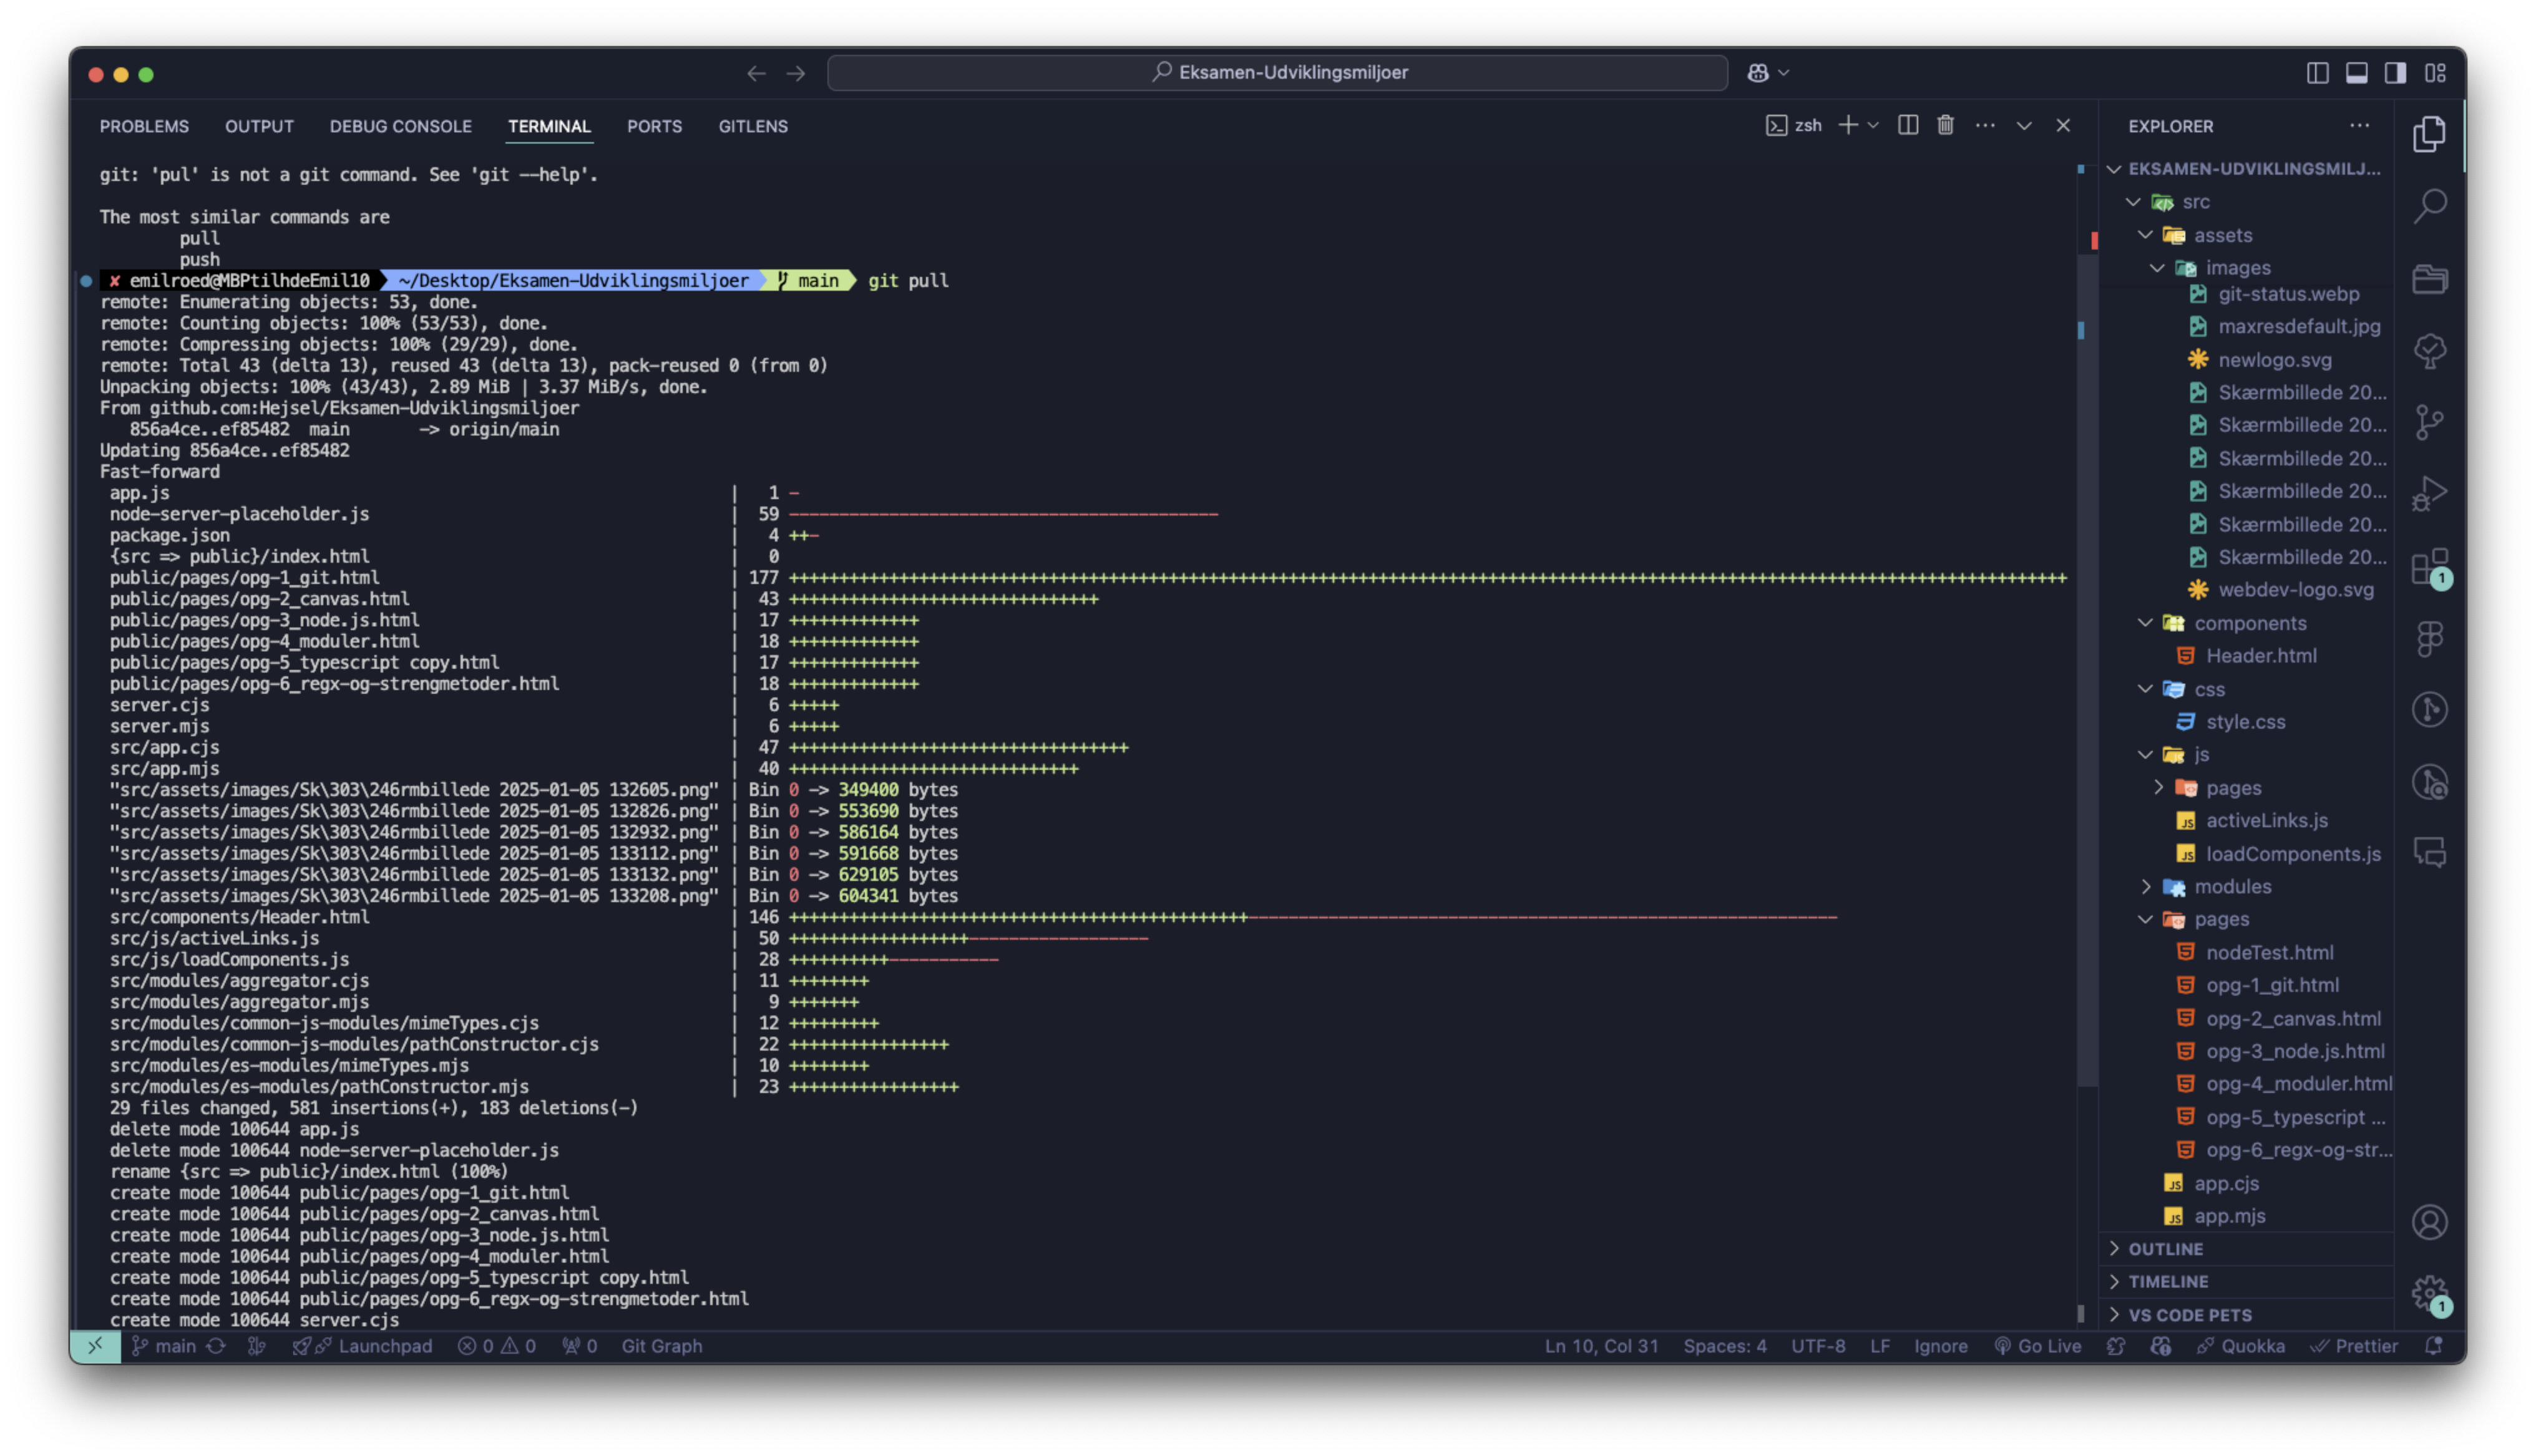 Eksamen-Udviklingsmiljoer
PROBLEMS OUTPUT DEBUG CONSOLE TERMINAL PORTS GITLENS
zsh
git: 'pul' is not a git command. See 'git --help'.
The most similar commands are
pull
push
✘ emilroed@MBPtilhdeEmil10 ~/Desktop/Eksamen-Udviklingsmiljoer main git pull
remote: Enumerating objects: 53, done.
remote: Counting objects: 100% (53/53), done.
remote: Compressing objects: 100% (29/29), done.
remote: Total 43 (delta 13), reused 43 (delta 13), pack-reused 0 (from 0)
Unpacking objects: 100% (43/43), 2.89 MiB | 3.37 MiB/s, done.
From github.com:Hejsel/Eksamen-Udviklingsmiljoer
856a4ce..ef85482 main -> origin/main
Updating 856a4ce..ef85482
Fast-forward
app.js | 1 -
node-server-placeholder.js | 59 -------------------------------------------
package.json | 4 ++-
{src => public}/index.html | 0
public/pages/opg-1_git.html | 177 ++++++++++++++++++++++++++++++++++++++++++++++++++++++++++++++++++++++++++++++++++++++++++++++++++++++++++++++++++++++++++++++++
public/pages/opg-2_canvas.html | 43 +++++++++++++++++++++++++++++++
public/pages/opg-3_node.js.html | 17 +++++++++++++
public/pages/opg-4_moduler.html | 18 +++++++++++++
public/pages/opg-5_typescript copy.html | 17 +++++++++++++
public/pages/opg-6_regx-og-strengmetoder.html | 18 +++++++++++++
server.cjs | 6 +++++
server.mjs | 6 +++++
src/app.cjs | 47 ++++++++++++++++++++++++++++++++++
src/app.mjs | 40 +++++++++++++++++++++++++++++
"src/assets/images/Sk\303\246rmbillede 2025-01-05 132605.png" | Bin 0 -> 349400 bytes
"src/assets/images/Sk\303\246rmbillede 2025-01-05 132826.png" | Bin 0 -> 553690 bytes
"src/assets/images/Sk\303\246rmbillede 2025-01-05 132932.png" | Bin 0 -> 586164 bytes
"src/assets/images/Sk\303\246rmbillede 2025-01-05 133112.png" | Bin 0 -> 591668 bytes
"src/assets/images/Sk\303\246rmbillede 2025-01-05 133132.png" | Bin 0 -> 629105 bytes
"src/assets/images/Sk\303\246rmbillede 2025-01-05 133208.png" | Bin 0 -> 604341 bytes
src/components/Header.html | 146 ++++++++++++++++++++++++++++++++++++++++++++++-----------------------------------------------------------
src/js/activeLinks.js | 50 ++++++++++++++++++------------------
src/js/loadComponents.js | 28 ++++++++++-----------
src/modules/aggregator.cjs | 11 ++++++++
src/modules/aggregator.mjs | 9 +++++++
src/modules/common-js-modules/mimeTypes.cjs | 12 +++++++++
src/modules/common-js-modules/pathConstructor.cjs | 22 ++++++++++++++++
src/modules/es-modules/mimeTypes.mjs | 10 ++++++++
src/modules/es-modules/pathConstructor.mjs | 23 +++++++++++++++++
29 files changed, 581 insertions(+), 183 deletions(-)
delete mode 100644 app.js
delete mode 100644 node-server-placeholder.js
rename {src => public}/index.html (100%)
create mode 100644 public/pages/opg-1_git.html
create mode 100644 public/pages/opg-2_canvas.html
create mode 100644 public/pages/opg-3_node.js.html
create mode 100644 public/pages/opg-4_moduler.html
create mode 100644 public/pages/opg-5_typescript copy.html
create mode 100644 public/pages/opg-6_regx-og-strengmetoder.html
create mode 100644 server.cjs
EXPLORER
EKSAMEN-UDVIKLINGSMILJ...
src
assets
images
git-status.webp
maxresdefault.jpg
newlogo.svg
Skærmbillede 20...
Skærmbillede 20...
Skærmbillede 20...
Skærmbillede 20...
Skærmbillede 20...
Skærmbillede 20...
webdev-logo.svg
components
Header.html
css
style.css
js
pages
activeLinks.js
loadComponents.js
modules
pages
nodeTest.html
opg-1_git.html
opg-2_canvas.html
opg-3_node.js.html
opg-4_moduler.html
opg-5_typescript ...
opg-6_regx-og-str...
app.cjs
app.mjs
OUTLINE
TIMELINE
VS CODE PETS
1
1
main Launchpad 0 0 0 Git Graph Ln 10, Col 31 Spaces: 4 UTF-8 LF Ignore Go Live Quokka Prettier